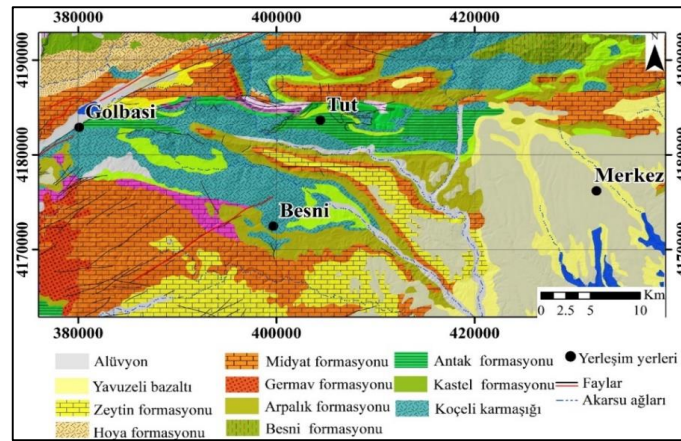 380000 400000 420000
4190000 4190000
N
Tut
Gölbasi
4180000 4180000
Merkez
Besni
4170000 4170000
Km
0 2.5 5 10
380000 400000 420000
Alüvyon Midyat formasyonu Antak formasyonu Yerleşim yerleri
Yavuzeli bazaltı Germav formasyonu Kastel formasyonu Faylar
Zeytin formasyonu Arpalık formasyonu Koçeli karmaşığı Akarsu ağları
Hoya formasyonu Besni formasyonu